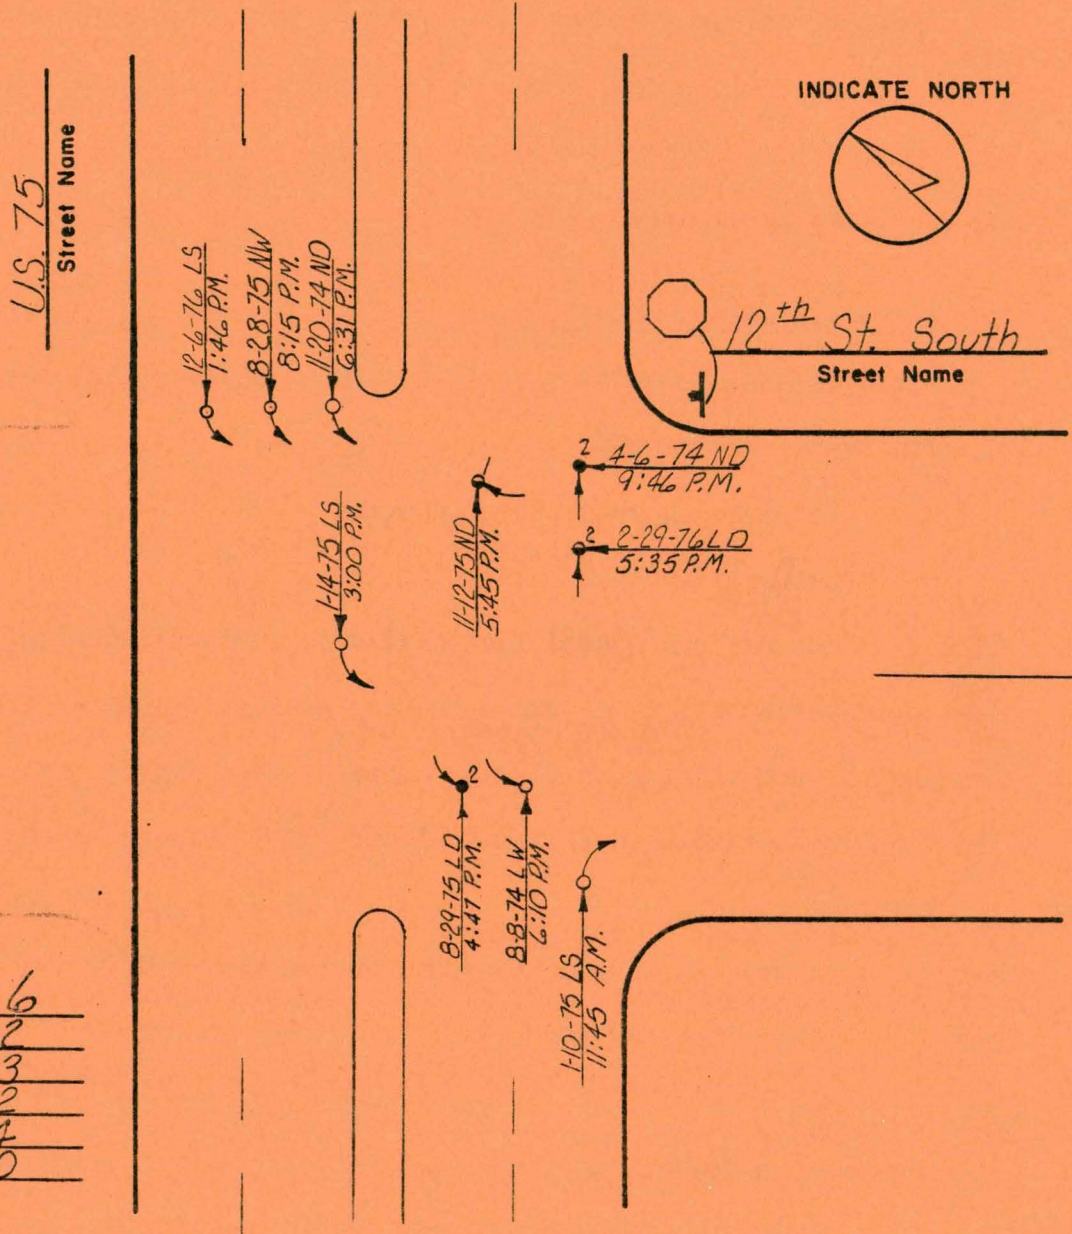 U.S. 75
Street Name
INDICATE NORTH
12th St. South
Street Name
12-6-76 LS
1:46 P.M.
8-28-75 NW
8:15 P.M.
11-20-74 ND
6:31 P.M.
2 4-6-74 ND
9:46 P.M.
11-12-75 ND
5:45 P.M.
1-14-75 LS
3:00 P.M.
2 2-29-76 LD
5:35 P.M.
2
8-29-75 LD
4:47 P.M.
8-8-74 LW
6:10 P.M.
1-10-75 LS
11:45 A.M.